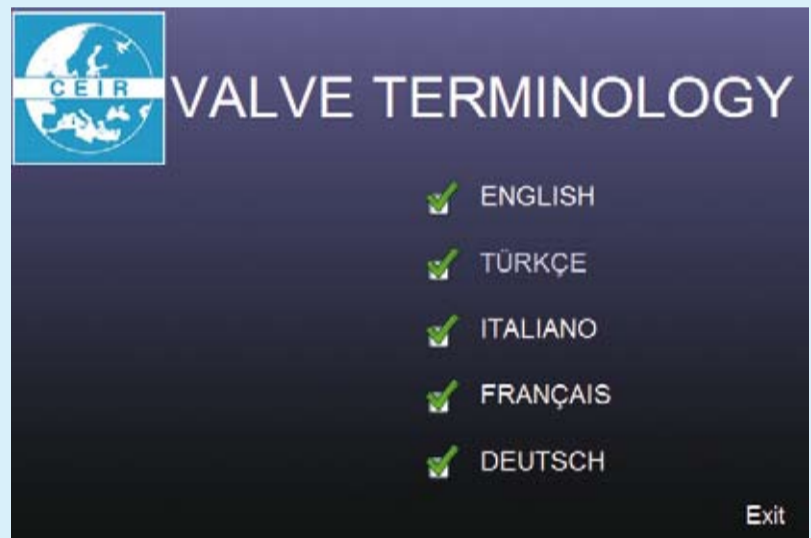 CEIR
VALVE TERMINOLOGY
ENGLISH
TÜRKÇE
ITALIANO
FRANÇAIS
DEUTSCH
Exit